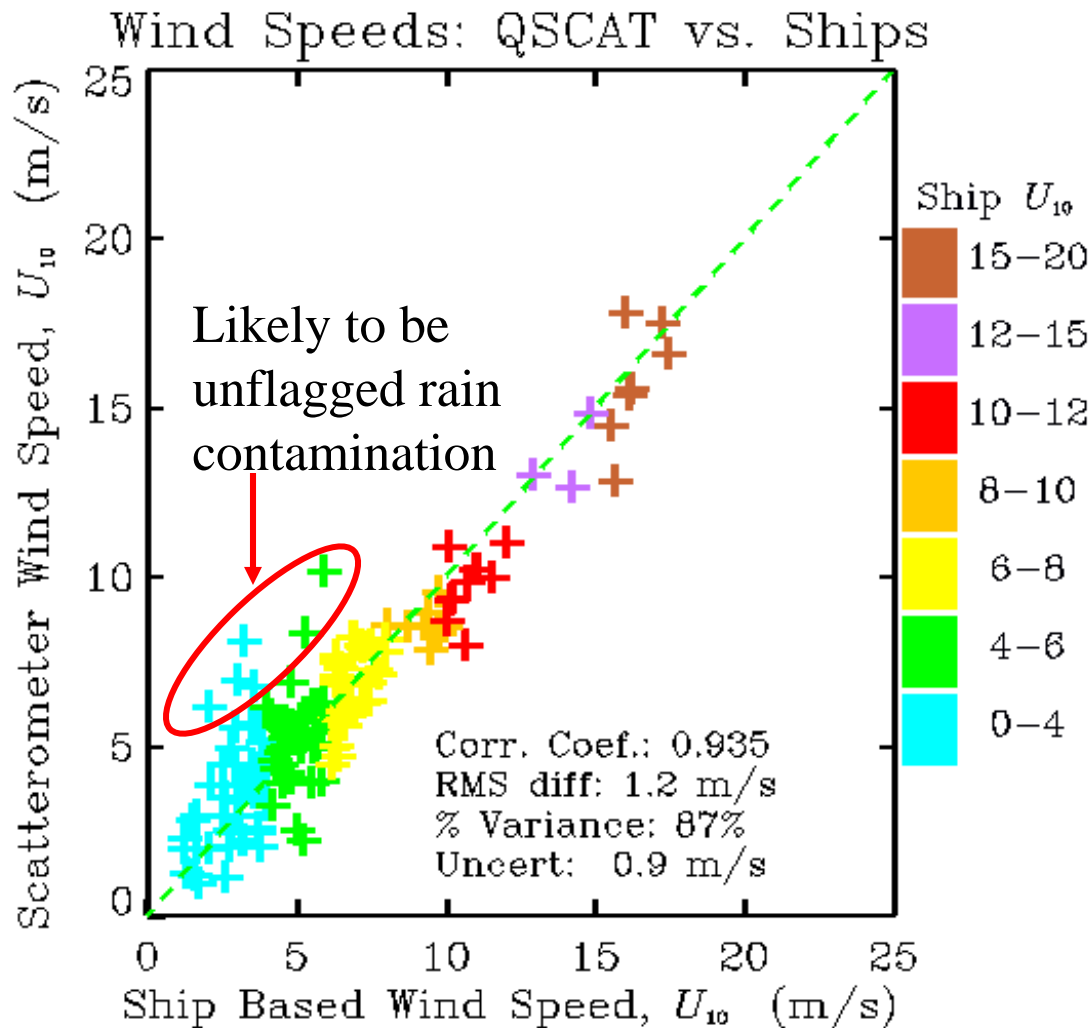 Wind Speeds: QSCAT vs. Ships
Scatterometer Wind Speed, U₁₀ (m/s)
25
20
15
10
5
0
Likely to be
unflagged rain
contamination
Corr. Coef.: 0.935
RMS diff: 1.2 m/s
% Variance: 87%
Uncert: 0.9 m/s
0 5 10 15 20 25
Ship Based Wind Speed, U₁₀ (m/s)
Ship U₁₀
15-20
12-15
10-12
8-10
6-8
4-6
0-4